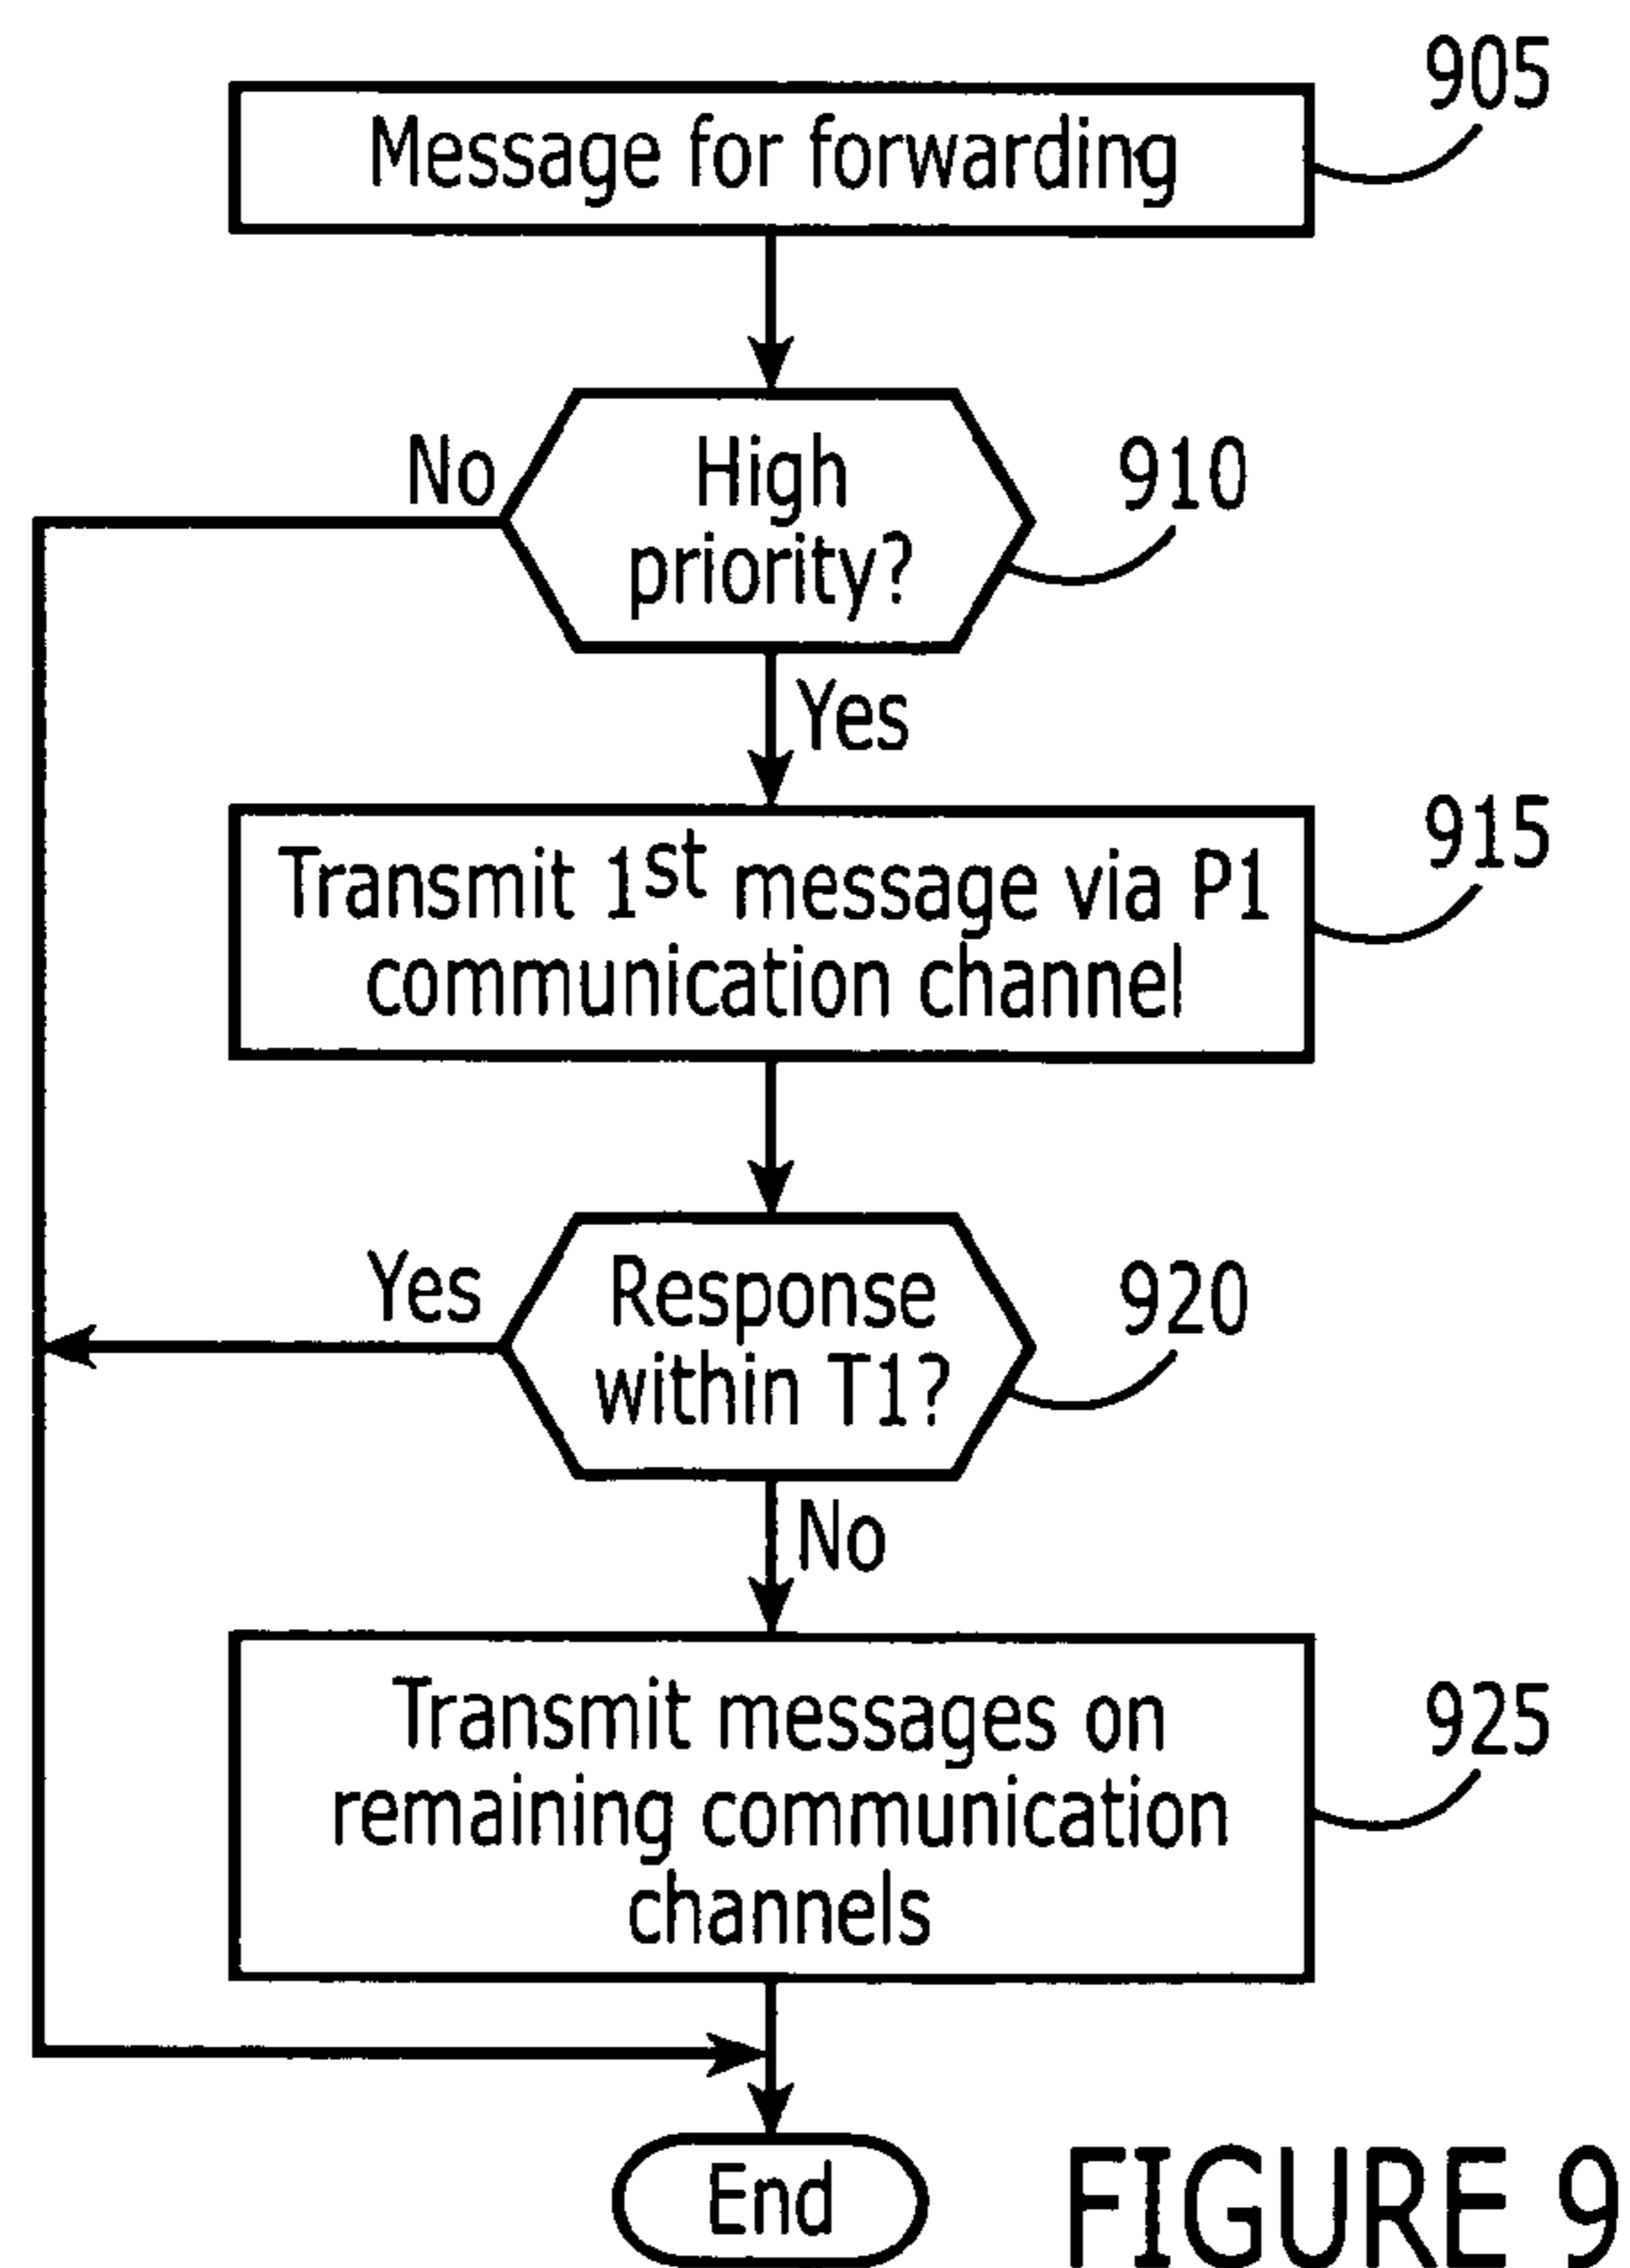 905
Message for forwarding
No
High
priority?
910
Yes
915
Transmit 1st message via P1
communication channel
Yes
Response
within T1?
920
No
Transmit messages on
remaining communication
channels
925
End
FIGURE 9